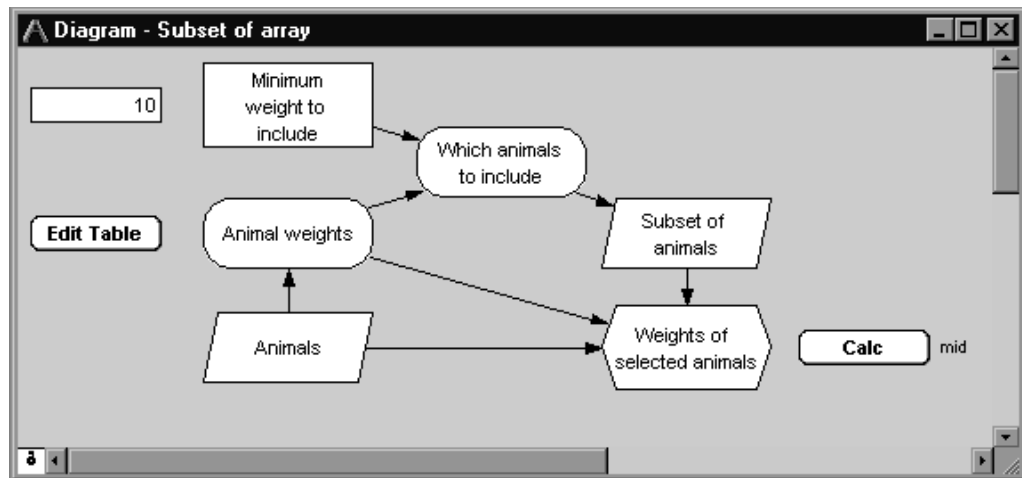 Diagram - Subset of array
10
Minimum
weight to
include
Which animals
to include
Edit Table
Animal weights
Subset of
animals
Animals
Weights of
selected animals
Calc
mid